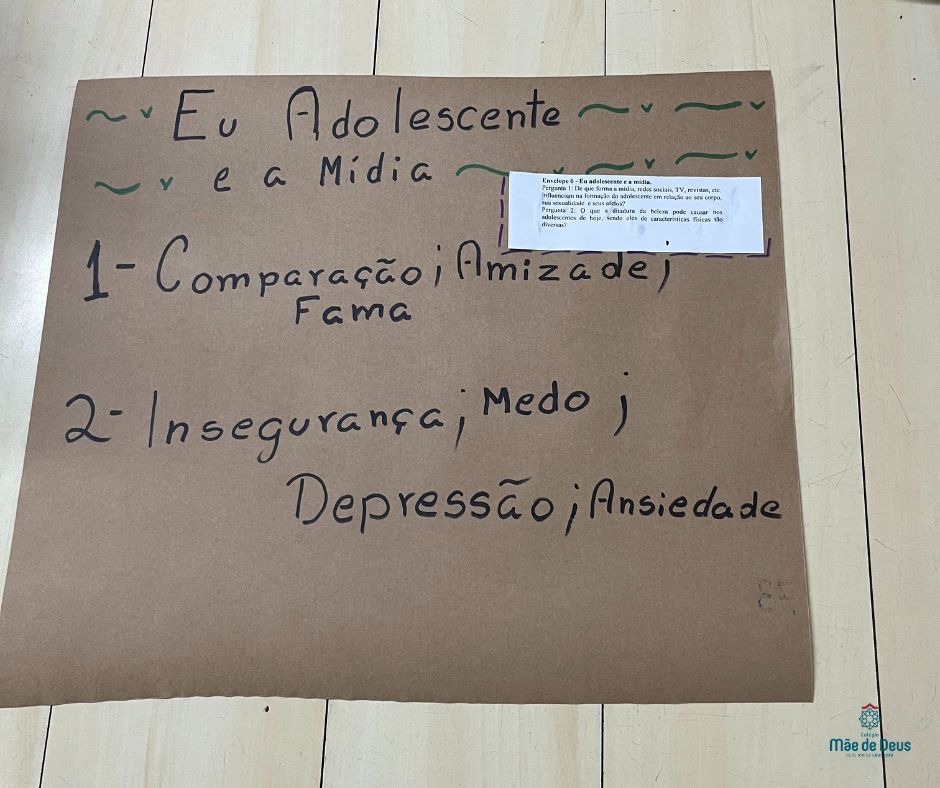 Eu Adolescente
e a Mídia
Envelope 6 - Eu adolescente e a mídia.
Pergunta 1: De que forma a mídia, redes sociais, TV, revistas, etc.
influenciam na formação do adolescente em relação ao seu corpo,
sua sexualidade e seus afetos?
Pergunta 2: O que a ditadura da beleza pode causar nos
adolescentes de hoje, sendo eles de características físicas tão
diversas?
1- Comparação; Amizade;
Fama
2- Insegurança; Medo;
Depressão; Ansiedade
Colégio
Mãe de Deus